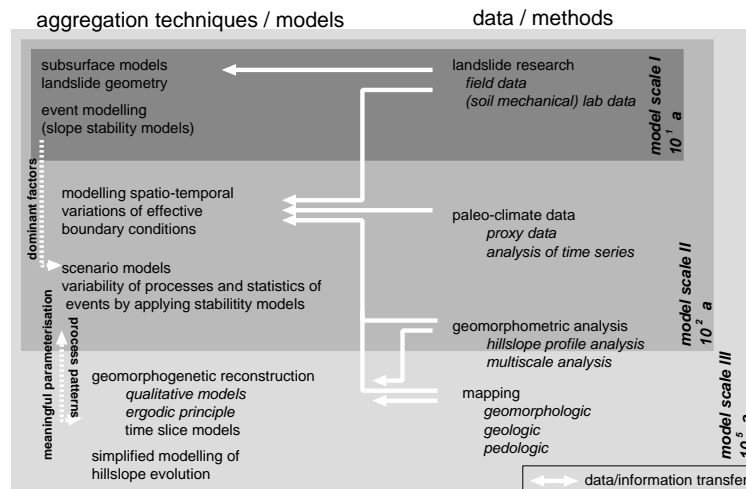 aggregation techniques / models
data / methods
subsurface models
landslide geometry
event modelling
(slope stability models)
landslide research
field data
(soil mechanical) lab data
model scale I
10¹ a
dominant factors
modelling spatio-temporal
variations of effective
boundary conditions
paleo-climate data
proxy data
analysis of time series
scenario models
variability of processes and statistics of
events by applying stabilitity models
model scale II
10² a
meaningful parameterisation
process patterns
geomorphometric analysis
hillslope profile analysis
multiscale analysis
geomorphogenetic reconstruction
qualitative models
ergodic principle
time slice models
simplified modelling of
hillslope evolution
mapping
geomorphologic
geologic
pedologic
model scale III
10⁵ a
data/information transfer